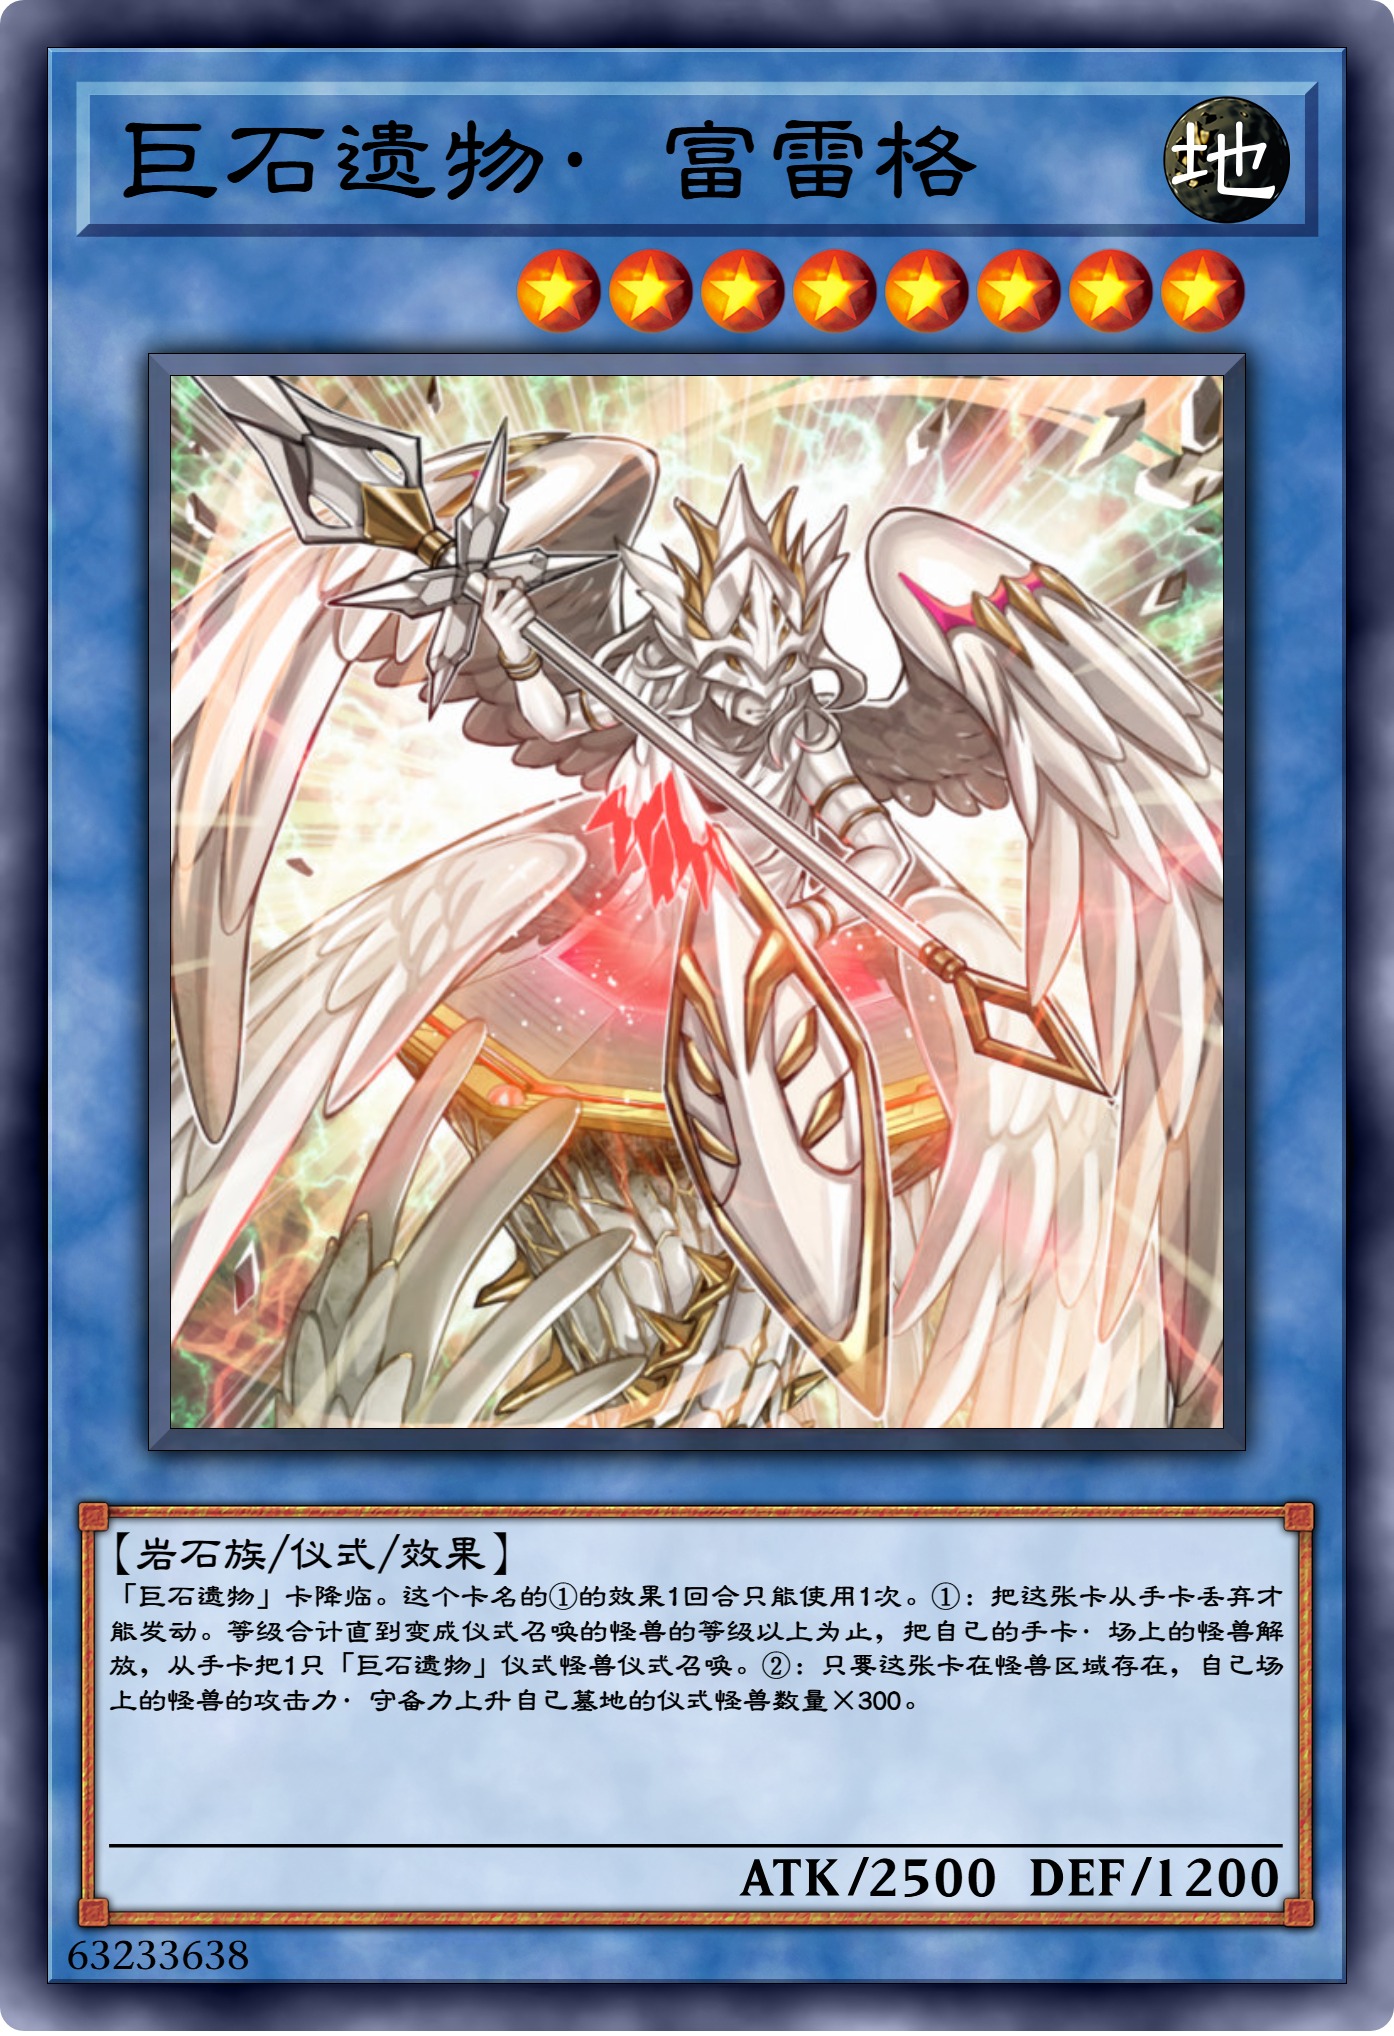 巨石遗物·富雷格
地
【岩石族/仪式/效果】
「巨石遗物」卡降临。这个卡名的①的效果1回合只能使用1次。①：把这张卡从手卡丢弃才
能发动。等级合计直到变成仪式召唤的怪兽的等级以上为止，把自己的手卡·场上的怪兽解
放，从手卡把1只「巨石遗物」仪式怪兽仪式召唤。②：只要这张卡在怪兽区域存在，自己场
上的怪兽的攻击力·守备力上升自己墓地的仪式怪兽数量×300。
ATK/2500 DEF/1200
63233638